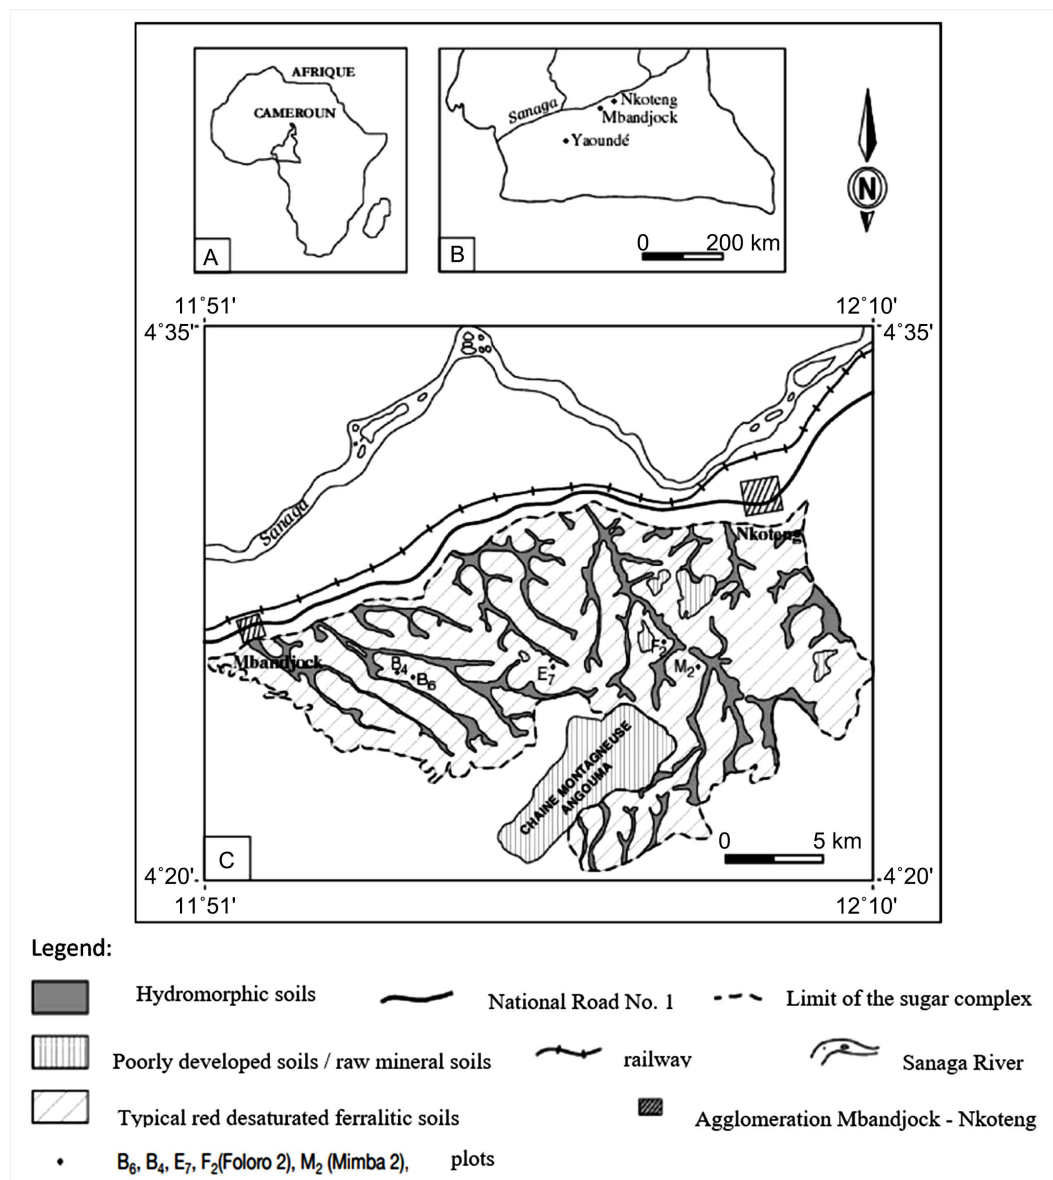 AFRIQUE
CAMEROUN
A
Sanaga
Nkoteng
Mbandjock
Yaoundé
0 200 km
B
N
11°51' 12°10'
4°35' 4°35'
Sanaga
Nkoteng
Mbandjock
B4
B6
E7
F2
M2
CHAINE MONTAGNEUSE
ANGOUMA
0 5 km
C
4°20' 4°20'
11°51' 12°10'
Legend:
Hydromorphic soils National Road No. 1 Limit of the sugar complex
Poorly developed soils / raw mineral soils railway Sanaga River
Typical red desaturated ferralitic soils Agglomeration Mbandjock - Nkoteng
B6, B4, E7, F2(Foloro 2), M2 (Mimba 2), plots